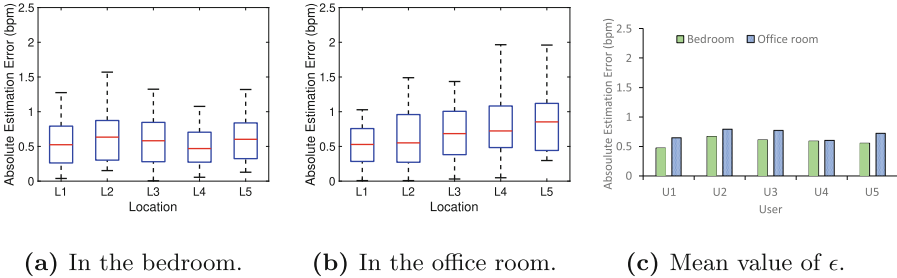 Absolute Estimation Error (bpm)
2.5
2
1.5
1
0.5
0
L1 L2 L3 L4 L5
Location
(a) In the bedroom.
Absolute Estimation Error (bpm)
2.5
2
1.5
1
0.5
0
L1 L2 L3 L4 L5
Location
(b) In the office room.
Absoulute Estimation Error (bpm)
2.5
2
1.5
1
0.5
0
Bedroom Office room
U1 U2 U3 U4 U5
User
(c) Mean value of ϵ.